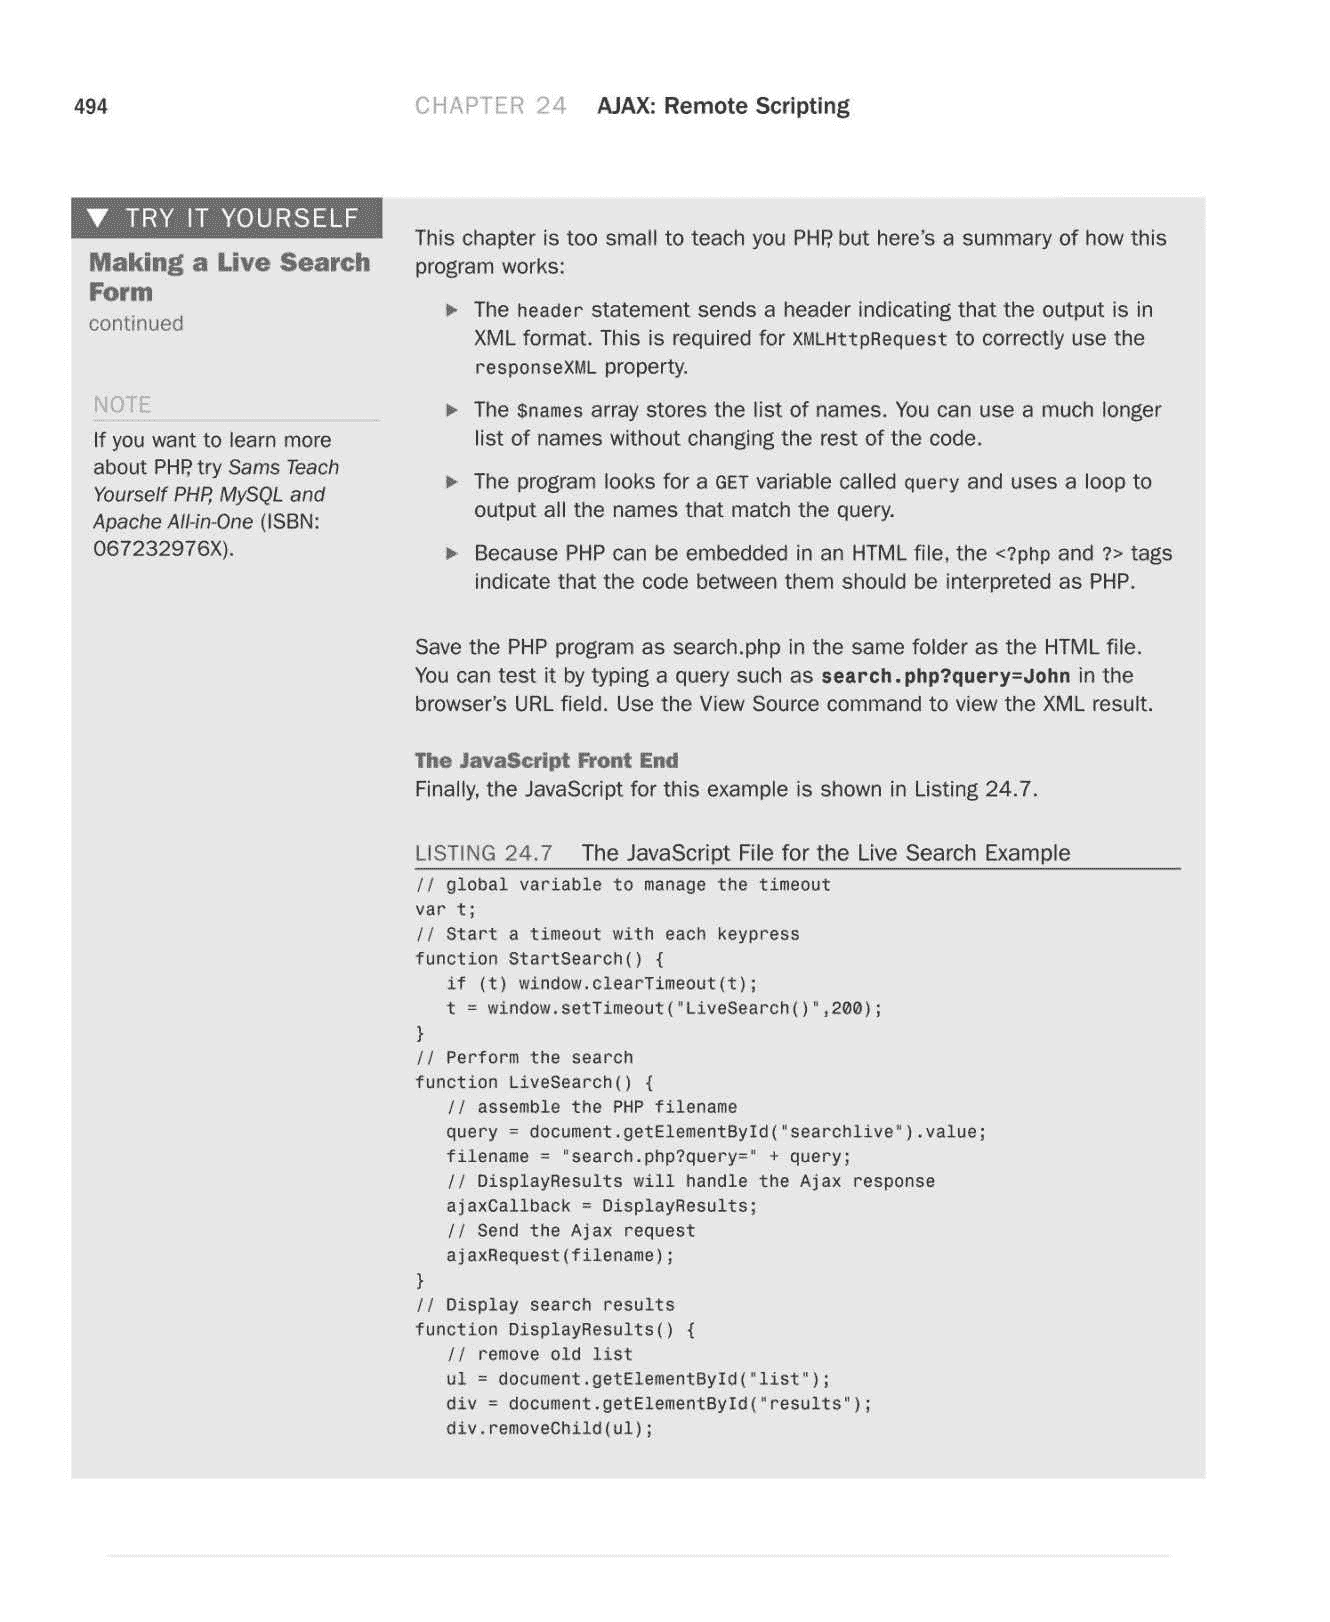 494
CHAPTER 24 AJAX: Remote Scripting
▼ TRY IT YOURSELF
Making a Live Search
Form
continued
NOTE
If you want to learn more
about PHP, try Sams Teach
Yourself PHP, MySQL and
Apache All-in-One (ISBN:
067232976X).
This chapter is too small to teach you PHP, but here's a summary of how this
program works:
▶ The header statement sends a header indicating that the output is in
XML format. This is required for XMLHttpRequest to correctly use the
responseXML property.
▶ The $names array stores the list of names. You can use a much longer
list of names without changing the rest of the code.
▶ The program looks for a GET variable called query and uses a loop to
output all the names that match the query.
▶ Because PHP can be embedded in an HTML file, the <?php and ?> tags
indicate that the code between them should be interpreted as PHP.
Save the PHP program as search.php in the same folder as the HTML file.
You can test it by typing a query such as search.php?query=John in the
browser's URL field. Use the View Source command to view the XML result.
The JavaScript Front End
Finally, the JavaScript for this example is shown in Listing 24.7.
LISTING 24.7 The JavaScript File for the Live Search Example
// global variable to manage the timeout
var t;
// Start a timeout with each keypress
function StartSearch() {
   if (t) window.clearTimeout(t);
   t = window.setTimeout("LiveSearch()",200);
}
// Perform the search
function LiveSearch() {
   // assemble the PHP filename
   query = document.getElementById("searchlive").value;
   filename = "search.php?query=" + query;
   // DisplayResults will handle the Ajax response
   ajaxCallback = DisplayResults;
   // Send the Ajax request
   ajaxRequest(filename);
}
// Display search results
function DisplayResults() {
   // remove old list
   ul = document.getElementById("list");
   div = document.getElementById("results");
   div.removeChild(ul);